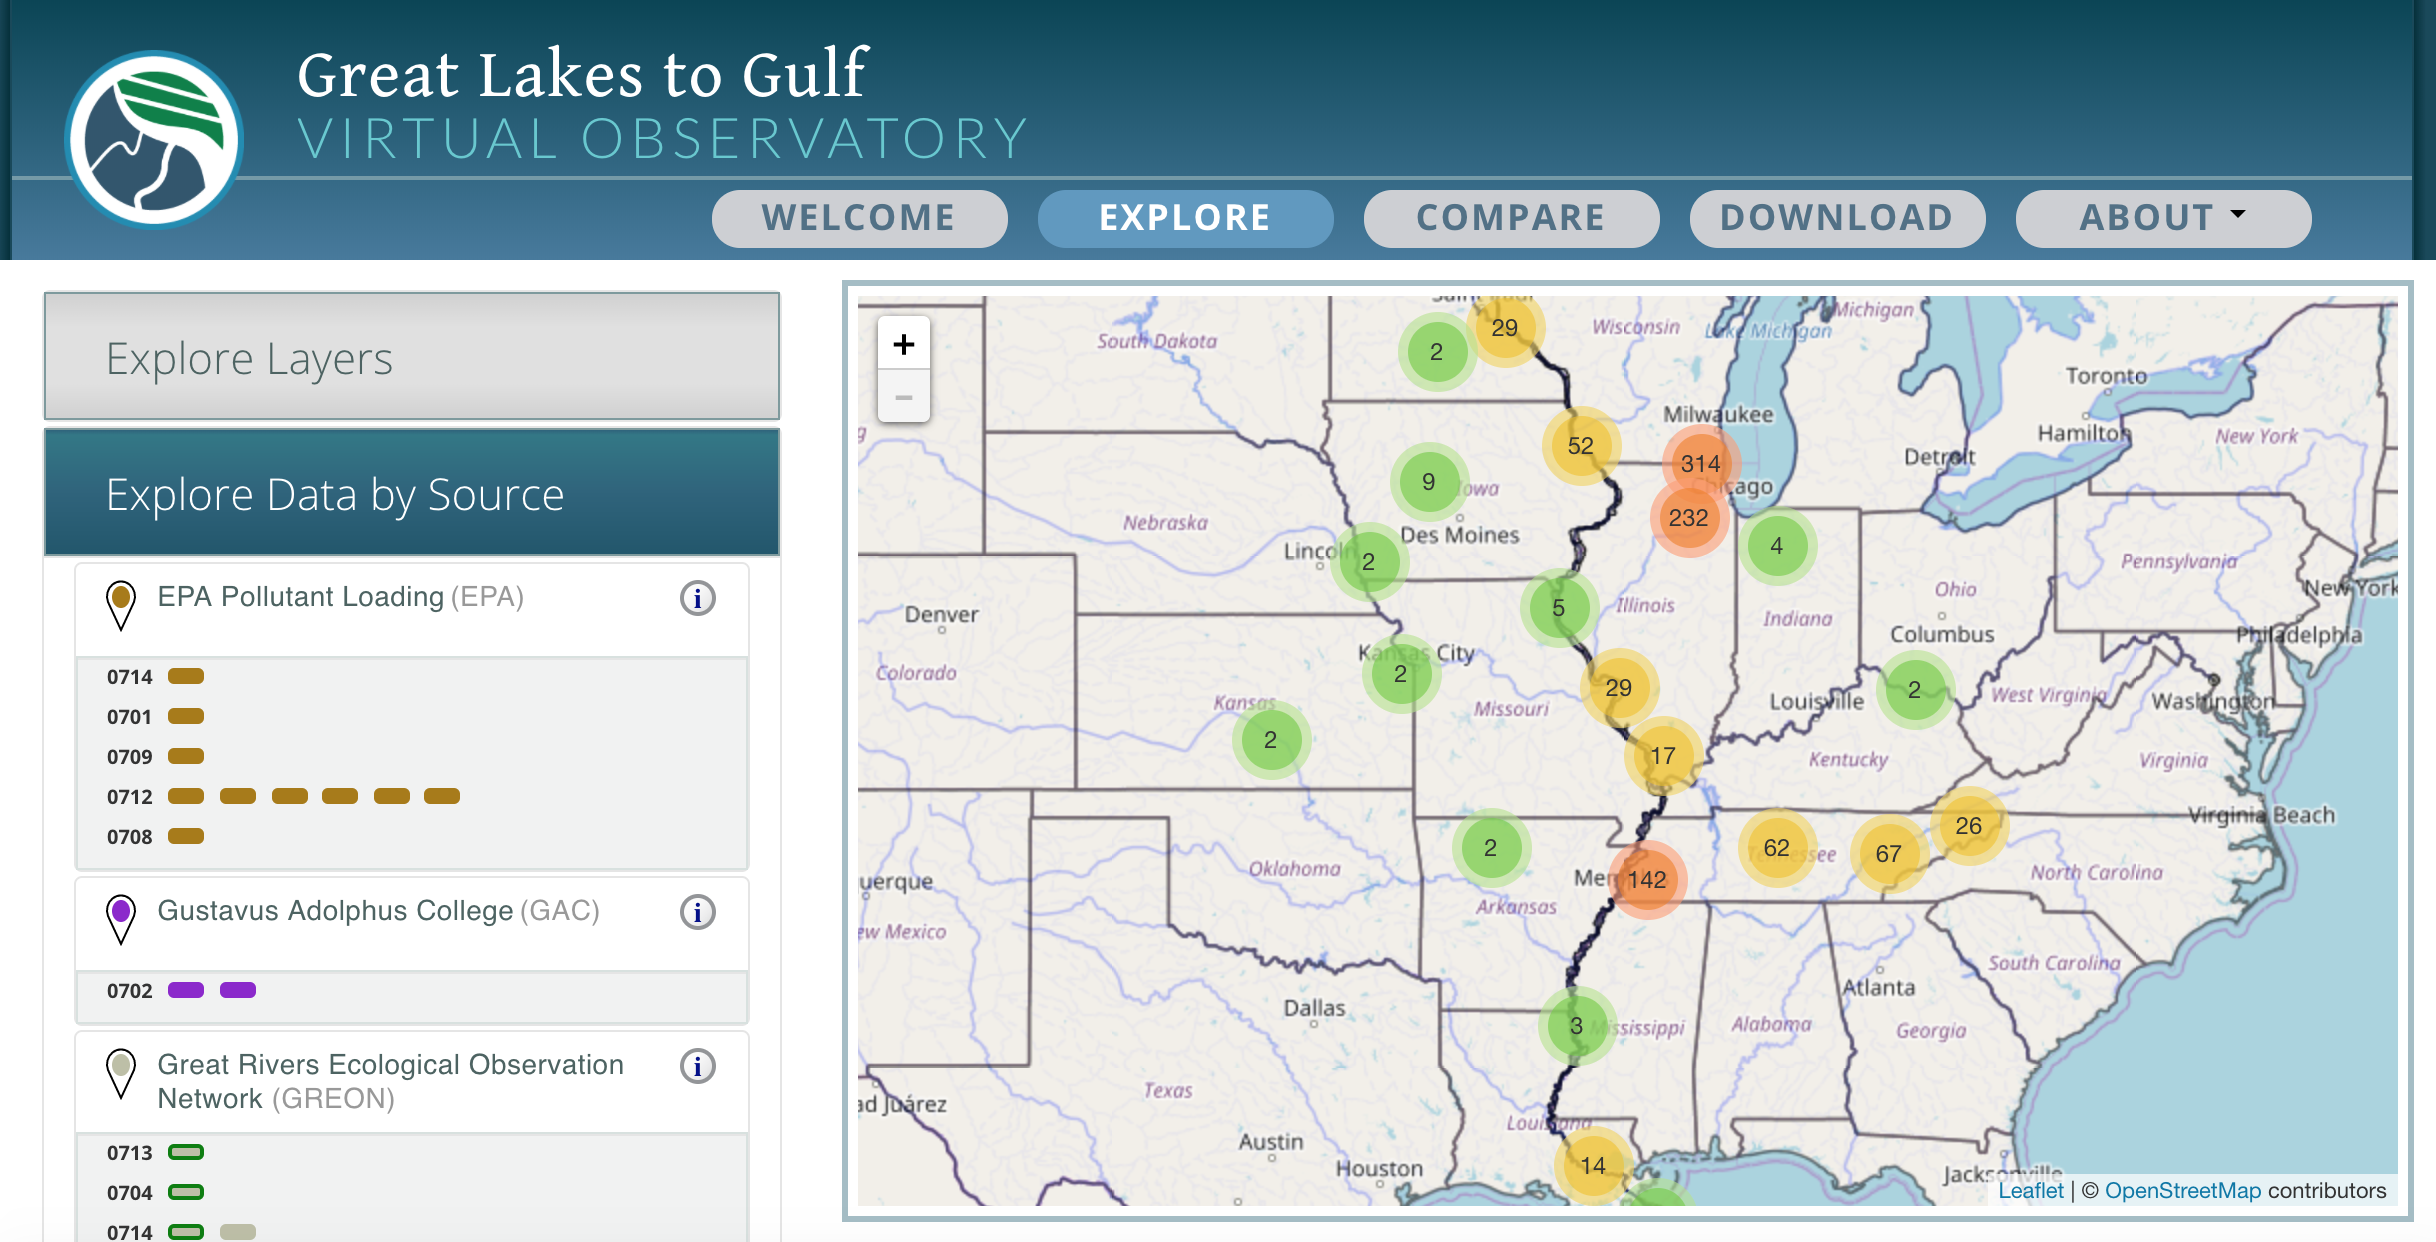 Great Lakes to Gulf
VIRTUAL OBSERVATORY
WELCOME
EXPLORE
COMPARE
DOWNLOAD
ABOUT
Explore Layers
Explore Data by Source
EPA Pollutant Loading (EPA)
i
0714
0701
0709
0712
0708
Gustavus Adolphus College (GAC)
i
0702
Great Rivers Ecological Observation
Network (GREON)
i
0713
0704
0714
+
−
South Dakota
2
29
Wisconsin
Lake Michigan
Michigan
Toronto
Milwaukee
Hamilton
New York
52
314
Detroit
Chicago
9
Iowa
232
Nebraska
Des Moines
4
Lincoln
2
Pennsylvania
New York
Ohio
Denver
5
Illinois
Indiana
Columbus
Philadelphia
Kansas City
Colorado
2
29
2
West Virginia
Washington
Kansas
Missouri
Louisville
2
17
Kentucky
Virginia
Virginia Beach
26
2
62
Tennessee
67
Oklahoma
North Carolina
uerque
Mem
142
Arkansas
ew Mexico
South Carolina
Atlanta
Dallas
3
Mississippi
Alabama
Georgia
Texas
ad Juárez
Louisiana
Austin
Houston
14
Jacksonville
Leaflet | © OpenStreetMap contributors